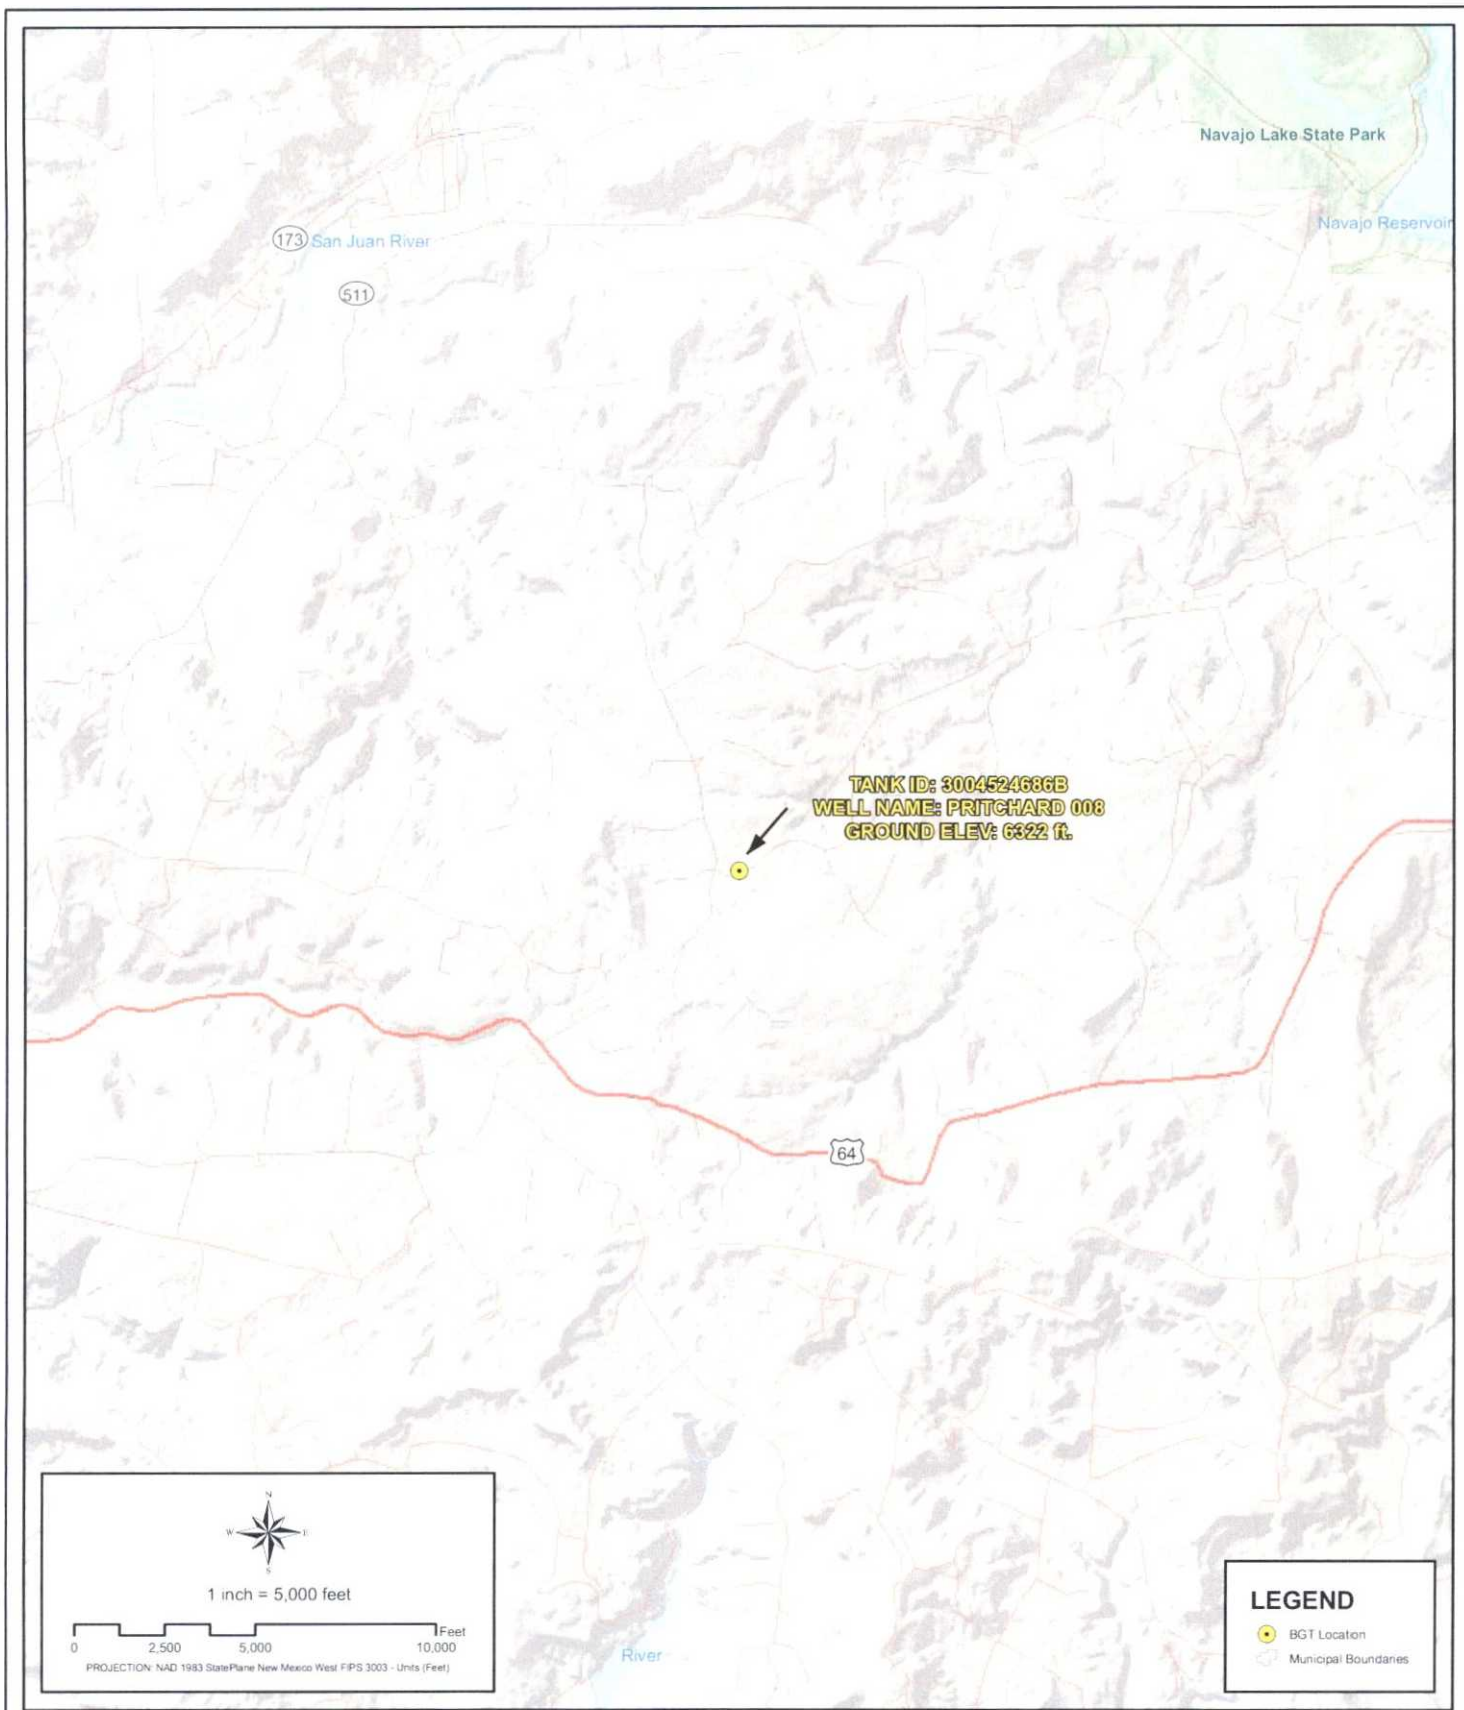 Navajo Lake State Park
Navajo Reservoir
173 San Juan River
511
TANK ID: 3004524686B
WELL NAME: PRITCHARD 008
GROUND ELEV: 6322 ft.
64
N
W E
S
1 inch = 5,000 feet
Feet
0 2,500 5,000 10,000
PROJECTION: NAD 1983 StatePlane New Mexico West FIPS 3003 - Units (Feet)
River
LEGEND
BGT Location
Municipal Boundaries